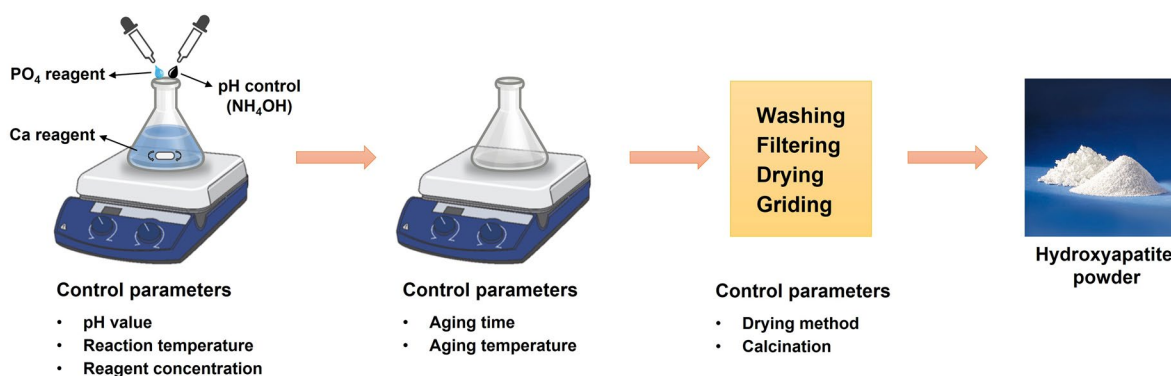 PO4 reagent
pH control
(NH4OH)
Ca reagent
Control parameters
• pH value
• Reaction temperature
• Reagent concentration
Control parameters
• Aging time
• Aging temperature
Washing
Filtering
Drying
Griding
Control parameters
• Drying method
• Calcination
Hydroxyapatite
powder